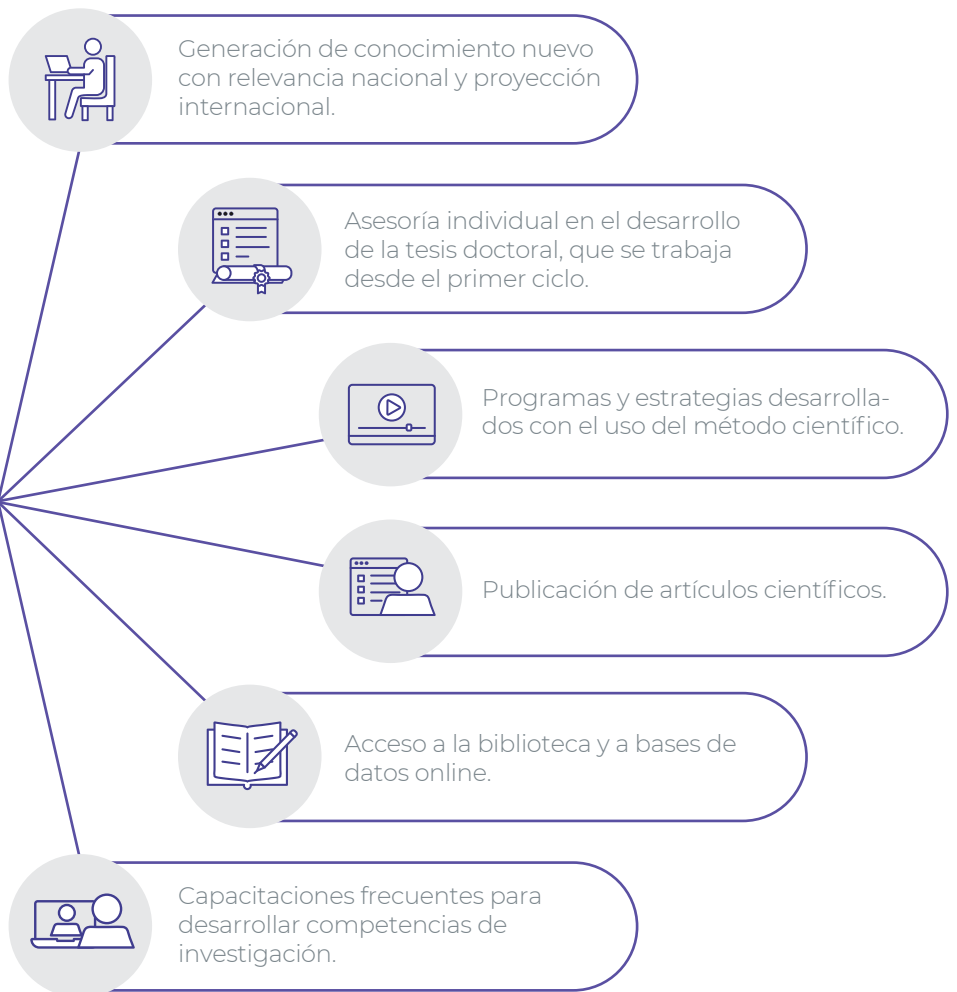 Generación de conocimiento nuevo
con relevancia nacional y proyección
internacional.
Asesoría individual en el desarrollo
de la tesis doctoral, que se trabaja
desde el primer ciclo.
Programas y estrategias desarrolla-
dos con el uso del método científico.
Publicación de artículos científicos.
Acceso a la biblioteca y a bases de
datos online.
Capacitaciones frecuentes para
desarrollar competencias de
investigación.